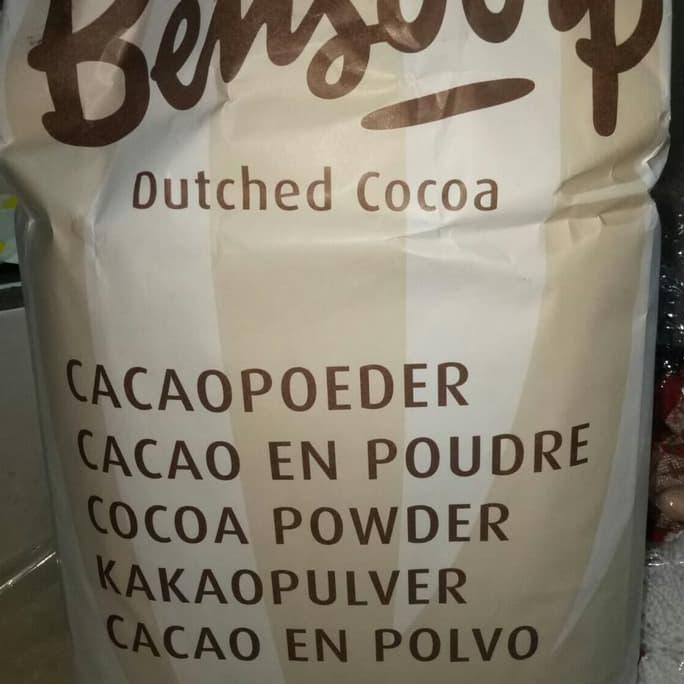 Bensdorp
Dutched Cocoa
CACAOPOEDER
CACAO EN POUDRE
COCOA POWDER
KAKAOPULVER
CACAO EN POLVO